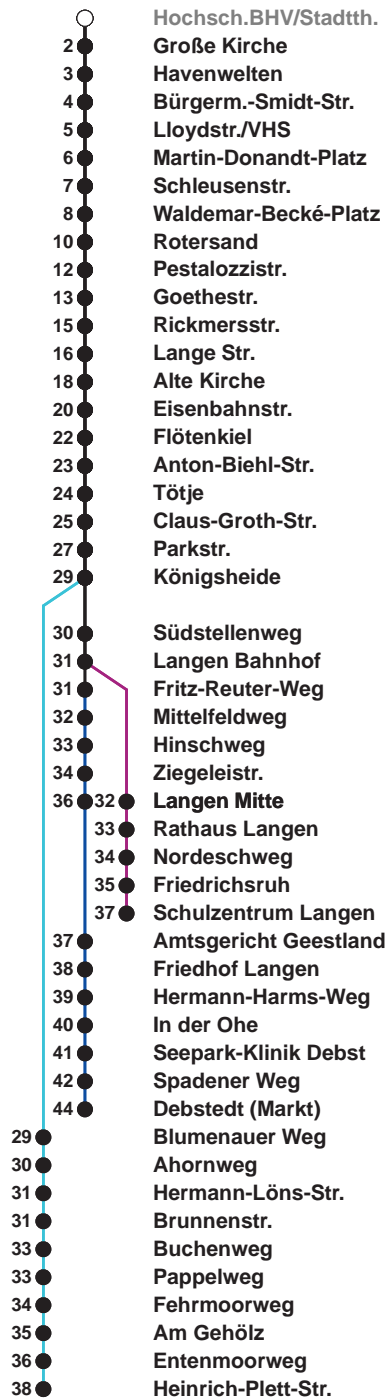 Hochsch.BHV/Stadtth.
2 Große Kirche
3 Havenwelten
4 Bürgerm.-Smidt-Str.
5 Lloydstr./VHS
6 Martin-Donandt-Platz
7 Schleusenstr.
8 Waldemar-Becké-Platz
10 Rotersand
12 Pestalozzistr.
13 Goethestr.
15 Rickmersstr.
16 Lange Str.
18 Alte Kirche
20 Eisenbahnstr.
22 Flötenkiel
23 Anton-Biehl-Str.
24 Tötje
25 Claus-Groth-Str.
27 Parkstr.
29 Königsheide
30 Südstellenweg
31 Langen Bahnhof
31 Fritz-Reuter-Weg
32 Mittelfeldweg
33 Hinschweg
34 Ziegeleistr.
36 32 Langen Mitte
33 Rathaus Langen
34 Nordeschweg
35 Friedrichsruh
37 Schulzentrum Langen
37 Amtsgericht Geestland
38 Friedhof Langen
39 Hermann-Harms-Weg
40 In der Ohe
41 Seepark-Klinik Debst
42 Spadener Weg
44 Debstedt (Markt)
29 Blumenauer Weg
30 Ahornweg
31 Hermann-Löns-Str.
31 Brunnenstr.
33 Buchenweg
33 Pappelweg
34 Fehrmoorweg
35 Am Gehölz
36 Entenmoorweg
38 Heinrich-Plett-Str.